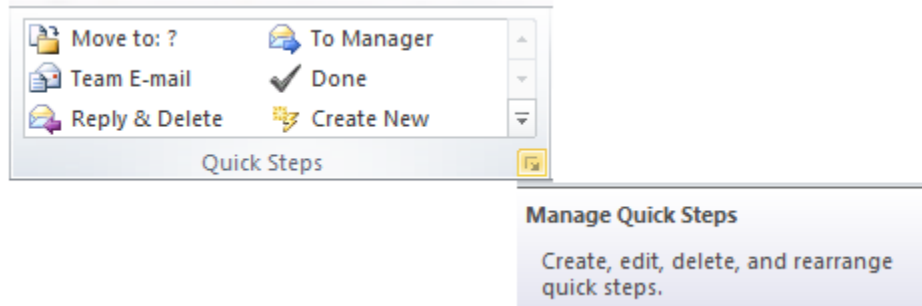 Move to: ? To Manager
Team E-mail Done
Reply & Delete Create New
Quick Steps
Manage Quick Steps
Create, edit, delete, and rearrange
quick steps.